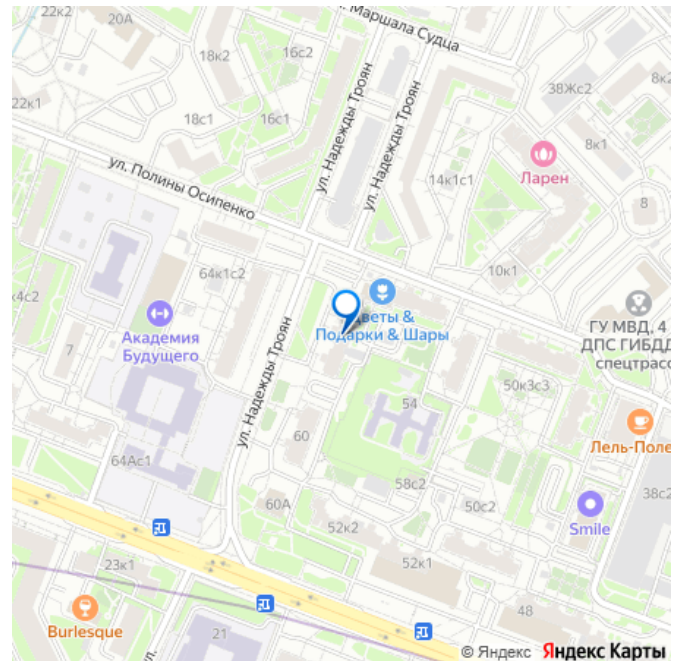 . Маршала Судца
22к2
20А
18к2
16с2
38Жс2
8к2
22к1
18с1
16с1
ул. Надежды Троян
ул. Надежды Троян
8к1
Ларен
14к1с1
ул. Полины Осипенко
8
64к1с2
10к1
к4с2
Цветы &
Подарки & Шары
ГУ МВД, 4
ДПС ГИБДД
спецтрасс
Академия
Будущего
7
ул. Надежды Троян
50к3с3
54
60
Лель-Поле
64Ас1
58с2
60А
50с2
38с2
52к2
Smile
23к1
52к1
Burlesque
21
48
ул.
© Яндекс Яндекс Карты